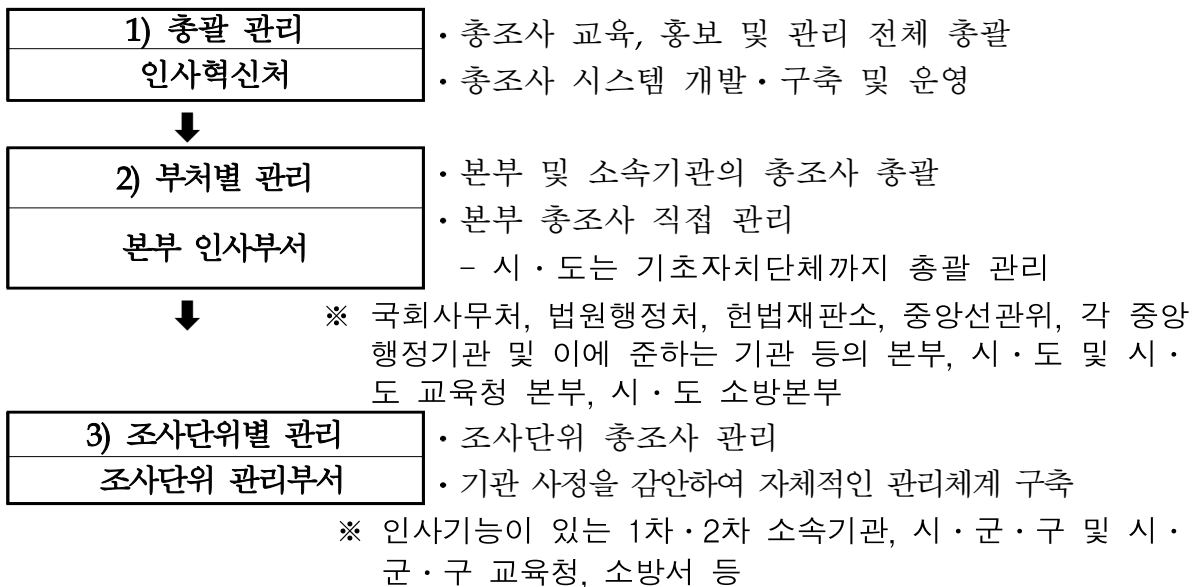 1) 총괄 관리
인사혁신처
・총조사 교육, 홍보 및 관리 전체 총괄
・총조사 시스템 개발・구축 및 운영
⬇
2) 부처별 관리
본부 인사부서
・본부 및 소속기관의 총조사 총괄
・본부 총조사 직접 관리
- 시・도는 기초자치단체까지 총괄 관리
⬇
※ 국회사무처, 법원행정처, 헌법재판소, 중앙선관위, 각 중앙
행정기관 및 이에 준하는 기관 등의 본부, 시・도 및 시・
도 교육청 본부, 시・도 소방본부
3) 조사단위별 관리
조사단위 관리부서
・조사단위 총조사 관리
・기관 사정을 감안하여 자체적인 관리체계 구축
※ 인사기능이 있는 1차・2차 소속기관, 시・군・구 및 시・
군・구 교육청, 소방서 등